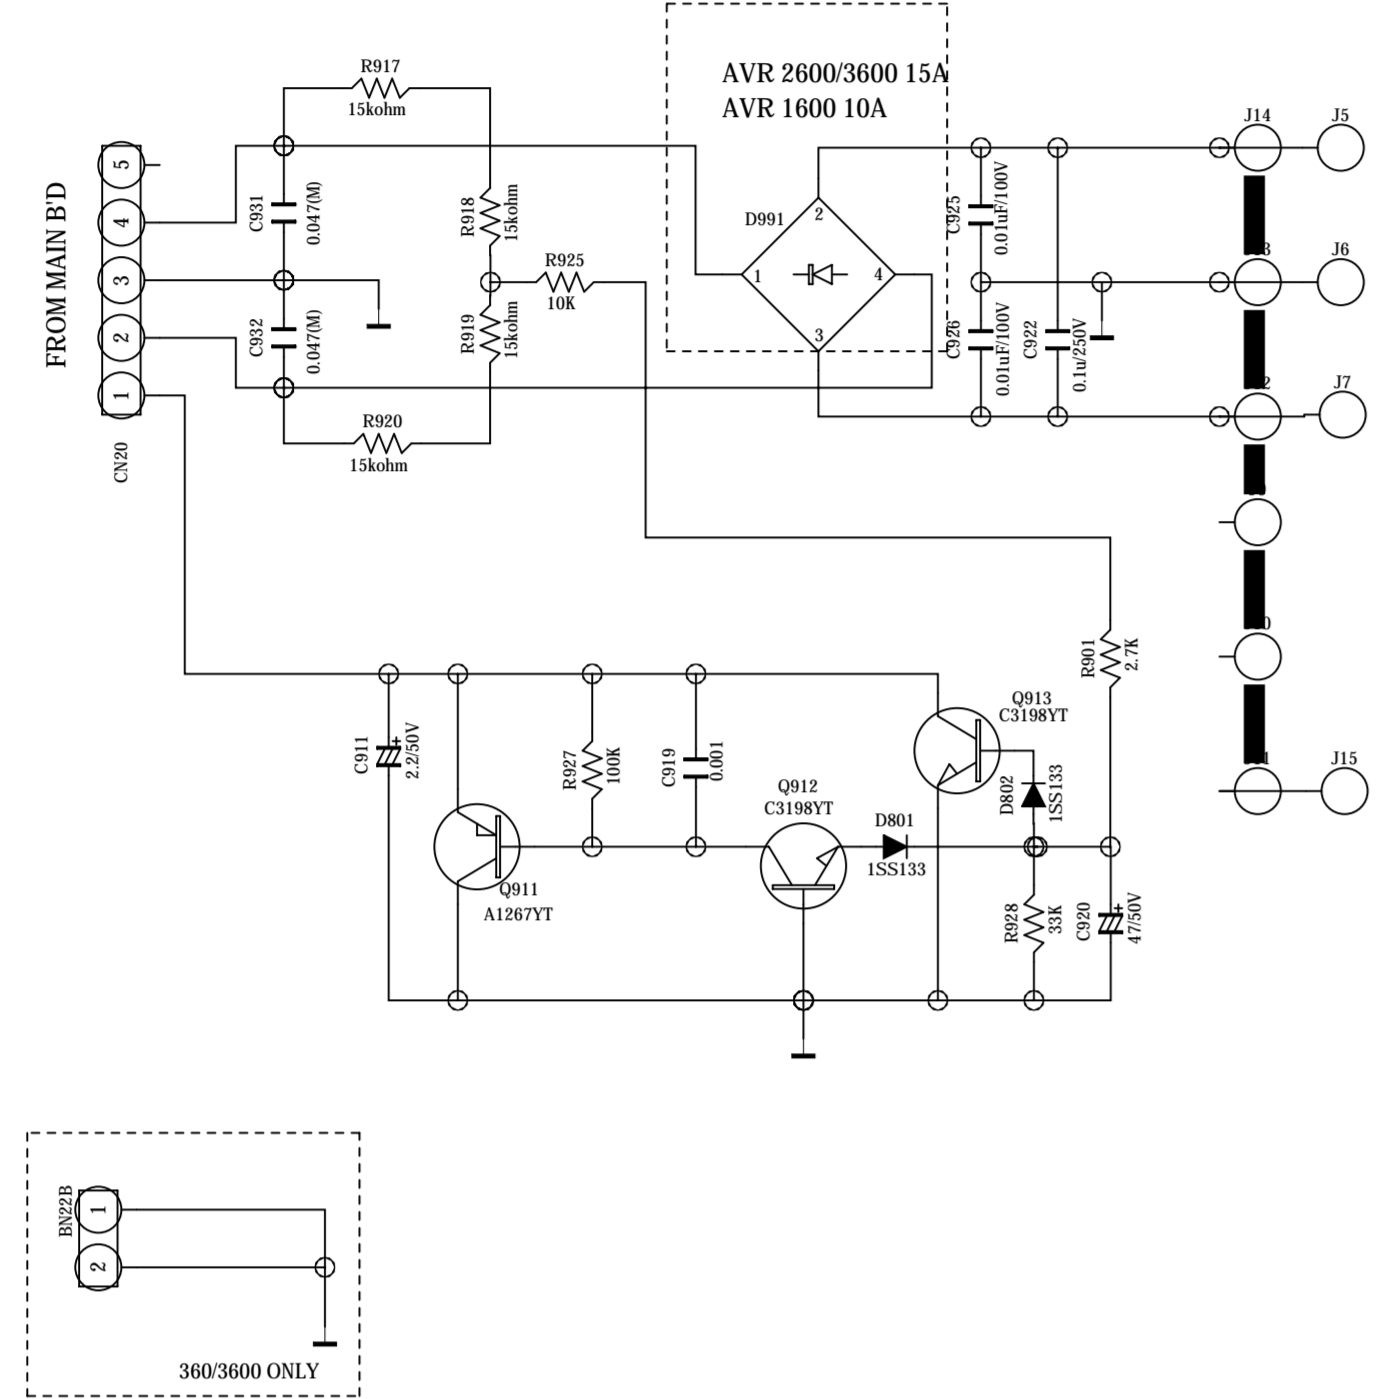 AVR 2600/3600 15A
AVR 1600 10A
FROM MAIN B'D
5
4
3
2
1
CN20
R917
15kohm
C931
0.047(M)
C932
0.047(M)
R918
15kohm
R919
15kohm
R920
15kohm
R925
10K
D991
1
2
3
4
C925
0.01uF/100V
C926
0.01uF/100V
C922
0.1u/250V
J14
J5
J6
J7
J15
R901
2.7K
C911
+
2.2/50V
R927
100K
C919
0.001
Q911
A1267YT
Q912
C3198YT
Q913
C3198YT
D801
1SS133
D802
1SS133
R928
33K
C920
+
47/50V
BN22B
1
2
360/3600 ONLY